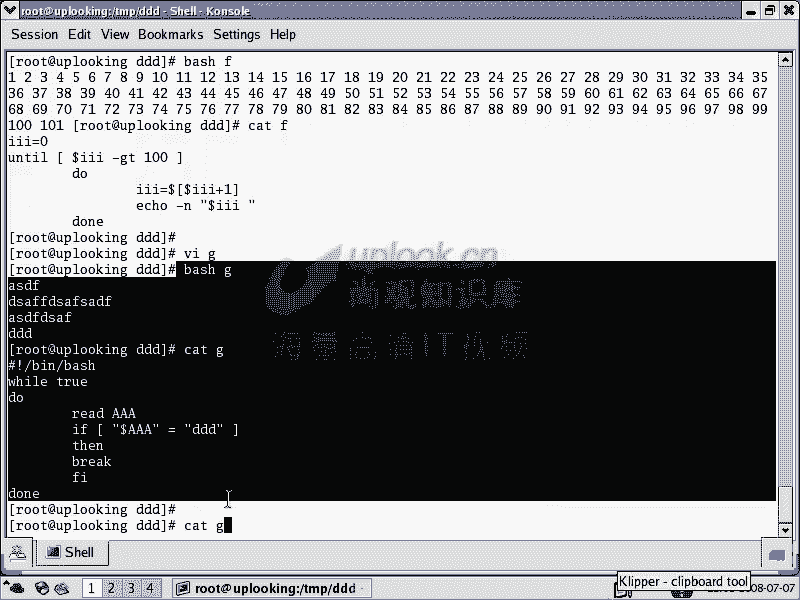 root@uplooking:/tmp/ddd - Shell - Konsole
Session Edit View Bookmarks Settings Help
[root@uplooking ddd]# bash f
1 2 3 4 5 6 7 8 9 10 11 12 13 14 15 16 17 18 19 20 21 22 23 24 25 26 27 28 29 30 31 32 33 34 35
36 37 38 39 40 41 42 43 44 45 46 47 48 49 50 51 52 53 54 55 56 57 58 59 60 61 62 63 64 65 66 67
68 69 70 71 72 73 74 75 76 77 78 79 80 81 82 83 84 85 86 87 88 89 90 91 92 93 94 95 96 97 98 99
100 101 [root@uplooking ddd]# cat f
iii=0
until [ $iii -gt 100 ]
do
iii=$[$iii+1]
echo -n "$iii "
done
[root@uplooking ddd]#
[root@uplooking ddd]# vi g
[root@uplooking ddd]# bash g
asdf
dsaffdsafsadf
asdfdsaf
ddd
[root@uplooking ddd]# cat g
#!/bin/bash
while true
do
read AAA
if [ "$AAA" = "ddd" ]
then
break
fi
done
[root@uplooking ddd]#
[root@uplooking ddd]# cat g
uplook.cn
尚观知识库
海量高清IT视频
Shell
1 2 3 4
root@uplooking:/tmp/ddd
Klipper - clipboard tool
2008-07-07